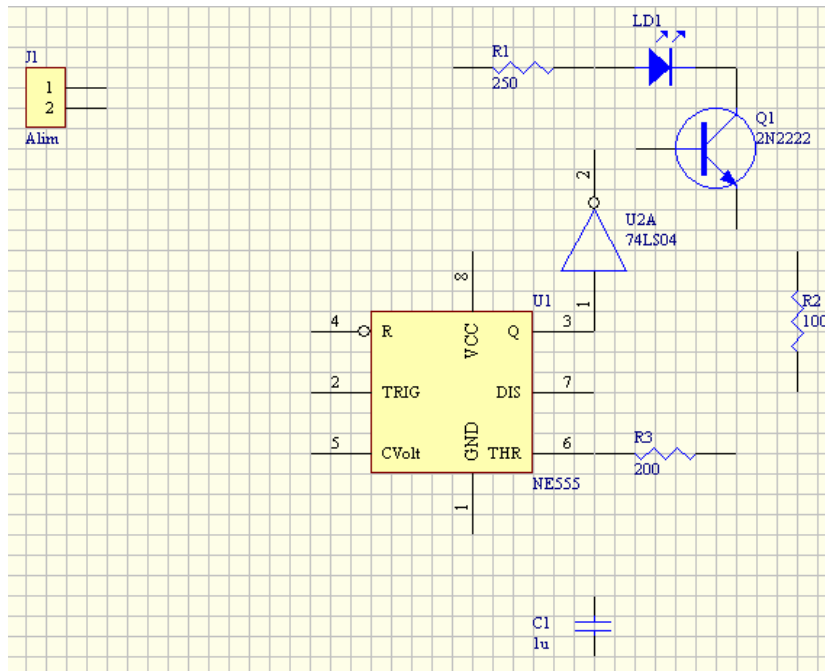 LD1
J1
R1
1
250
2
Q1
Alim
2N2222
2
U2A
74LS04
8
U1
1
R2
4
R
VCC
Q
3
100
2
TRIG
DIS
7
5
CVolt
GND
THR
6
R3
200
NE555
1
C1
1u